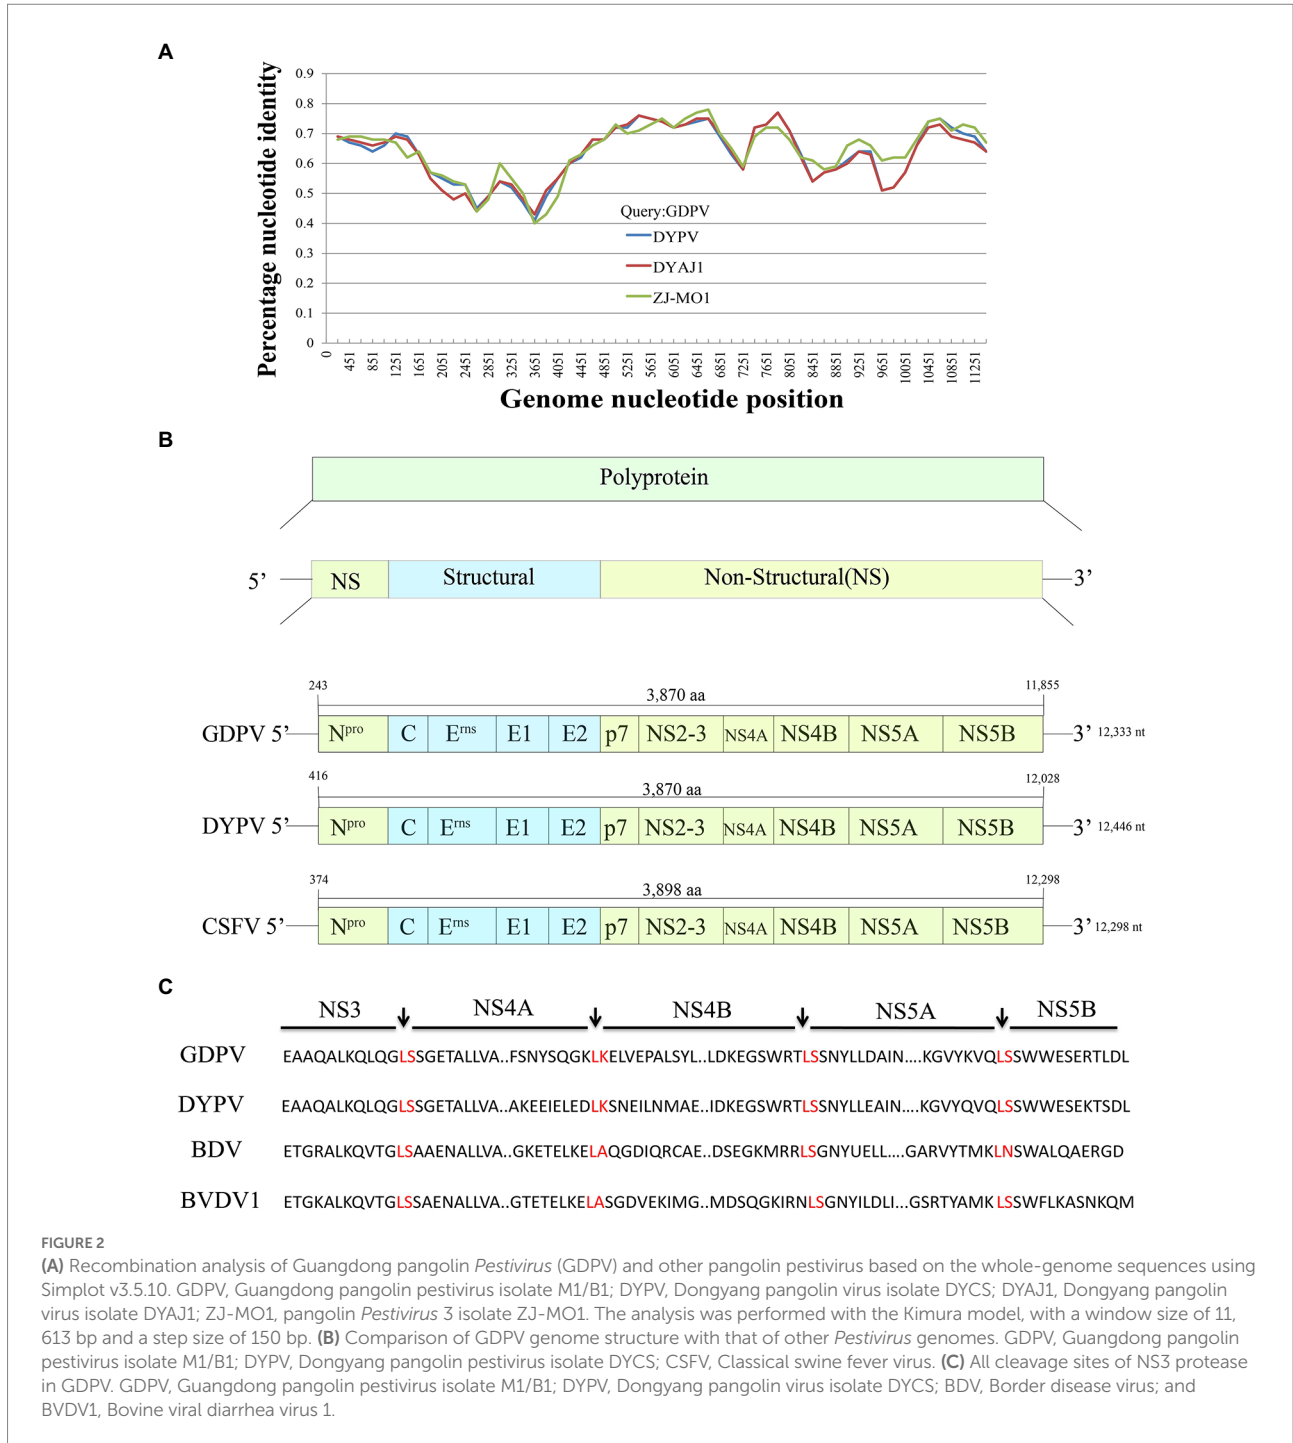 A
Percentage nucleotide identity
0.9
0.8
0.7
0.6
0.5
0.4
0.3
0.2
0.1
0
Query:GDPV
DYPV
DYAJ1
ZJ-MO1
0 451 851 1251 1651 2051 2451 2851 3251 3651 4051 4451 4851 5251 5651 6051 6451 6851 7251 7651 8051 8451 8851 9251 9651 10051 10451 10851 11251
Genome nucleotide position
B
Polyprotein
5’ NS Structural Non-Structural(NS) 3’
243 3,870 aa 11,855
GDPV 5’ Npro C Erns E1 E2 p7 NS2-3 NS4A NS4B NS5A NS5B 3’ 12,333 nt
416 3,870 aa 12,028
DYPV 5’ Npro C Erns E1 E2 p7 NS2-3 NS4A NS4B NS5A NS5B 3’ 12,446 nt
374 3,898 aa 12,298
CSFV 5’ Npro C Erns E1 E2 p7 NS2-3 NS4A NS4B NS5A NS5B 3’ 12,298 nt
C
NS3 NS4A NS4B NS5A NS5B
GDPV EAAQALKQLQGLSSGETALLVA..FSNYSQGKLKELVEPALSYL..LDKEGSWRTLSSNYLLDAIN....KGVYKVQLSSWWESERTLDL
DYPV EAAQALKQLQGLSSGETALLVA..AKEEIELEDLKSNEILNMAE..IDKEGSWRTLSSNYLLEAIN....KGVYQVQLSSWWESEKTSDL
BDV ETGRALKQVTGLSAAENALLVA..GKETELKELAQGDIQRCAE..DSEGKMRRLSGNYUELL....GARVYTMKLNSWALQAERGD
BVDV1 ETGKALKQVTGLSSAENALLVA..GTETELKELASGDVEKIMG..MDSQGKIRNLSGNYILDLI...GSRTYAMKLSSWFLKASNKQM
FIGURE 2
(A) Recombination analysis of Guangdong pangolin Pestivirus (GDPV) and other pangolin pestivirus based on the whole-genome sequences using
Simplot v3.5.10. GDPV, Guangdong pangolin pestivirus isolate M1/B1; DYPV, Dongyang pangolin virus isolate DYCS; DYAJ1, Dongyang pangolin
virus isolate DYAJ1; ZJ-MO1, pangolin Pestivirus 3 isolate ZJ-MO1. The analysis was performed with the Kimura model, with a window size of 11,
613 bp and a step size of 150 bp. (B) Comparison of GDPV genome structure with that of other Pestivirus genomes. GDPV, Guangdong pangolin
pestivirus isolate M1/B1; DYPV, Dongyang pangolin pestivirus isolate DYCS; CSFV, Classical swine fever virus. (C) All cleavage sites of NS3 protease
in GDPV. GDPV, Guangdong pangolin pestivirus isolate M1/B1; DYPV, Dongyang pangolin virus isolate DYCS; BDV, Border disease virus; and
BVDV1, Bovine viral diarrhea virus 1.